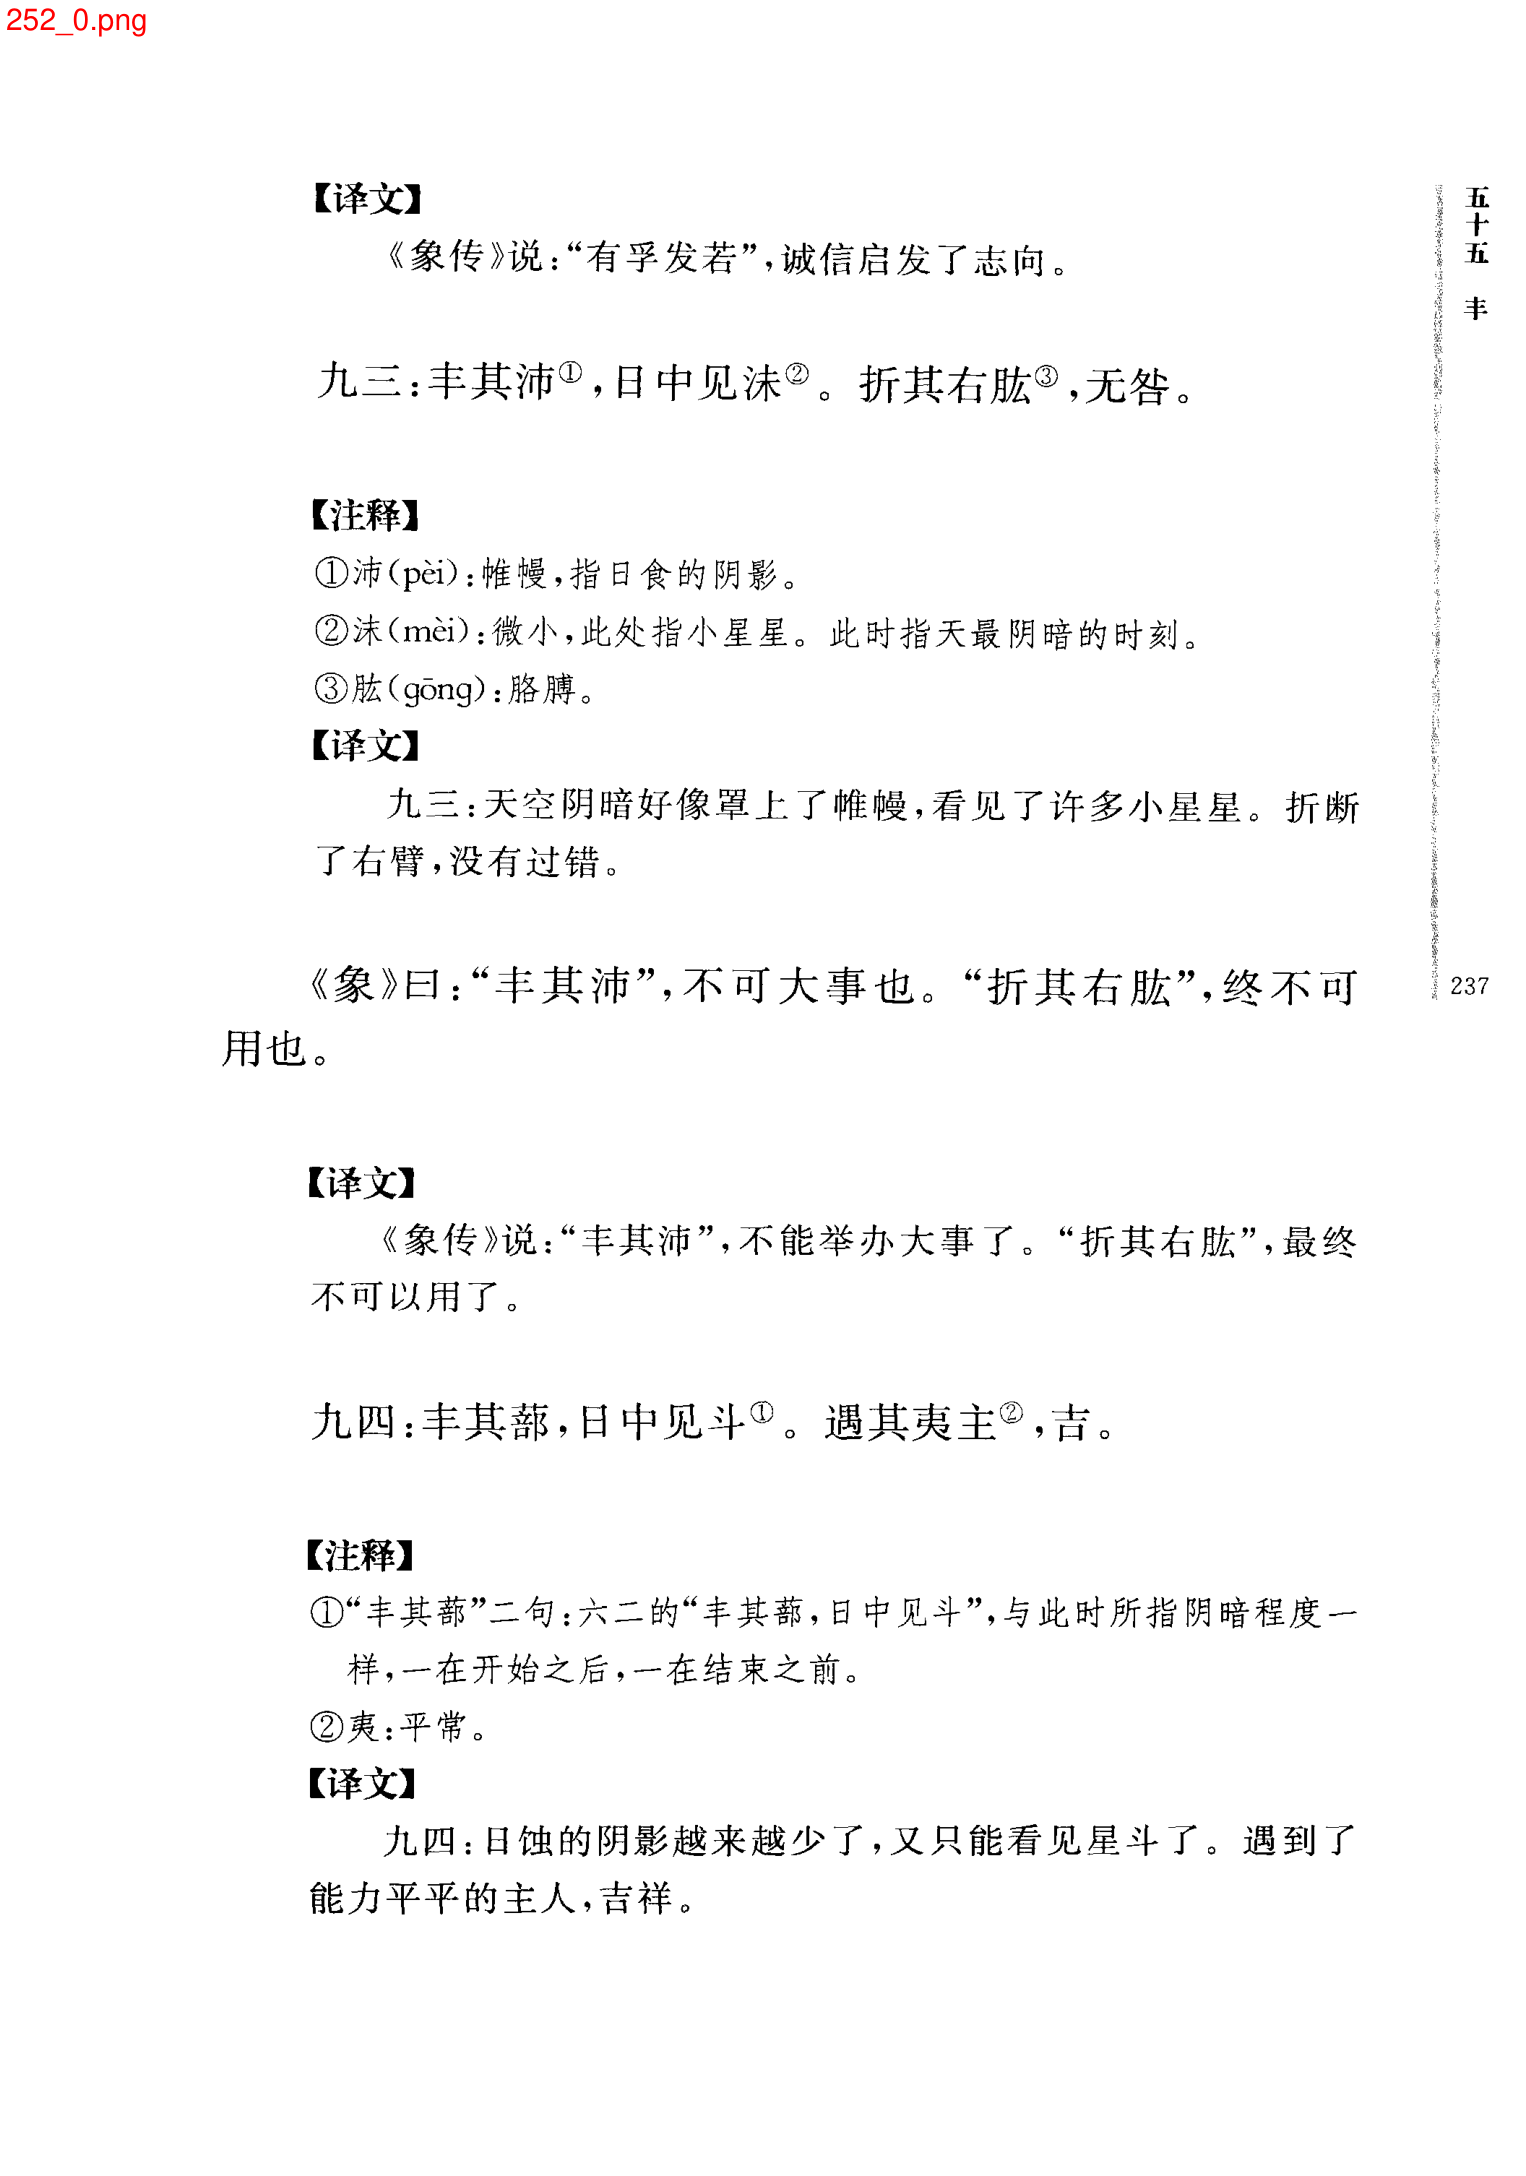 252_0.png
五十五 丰
【译文】
《象传》说：“有孚发若”，诚信启发了志向。
九三：丰其沛①，日中见沬②。折其右肱③，无咎。
【注释】
①沛(pèi)：帷幔，指日食的阴影。
②沬(mèi)：微小，此处指小星星。此时指天最阴暗的时刻。
③肱(gōng)：胳膊。
【译文】
九三：天空阴暗好像罩上了帷幔，看见了许多小星星。折断
了右臂，没有过错。
《象》曰：“丰其沛”，不可大事也。“折其右肱”，终不可
用也。
237
【译文】
《象传》说：“丰其沛”，不能举办大事了。“折其右肱”，最终
不可以用了。
九四：丰其蔀，日中见斗①。遇其夷主②，吉。
【注释】
①“丰其蔀”二句：六二的“丰其蔀，日中见斗”，与此时所指阴暗程度一
样，一在开始之后，一在结束之前。
②夷：平常。
【译文】
九四：日蚀的阴影越来越少了，又只能看见星斗了。遇到了
能力平平的主人，吉祥。